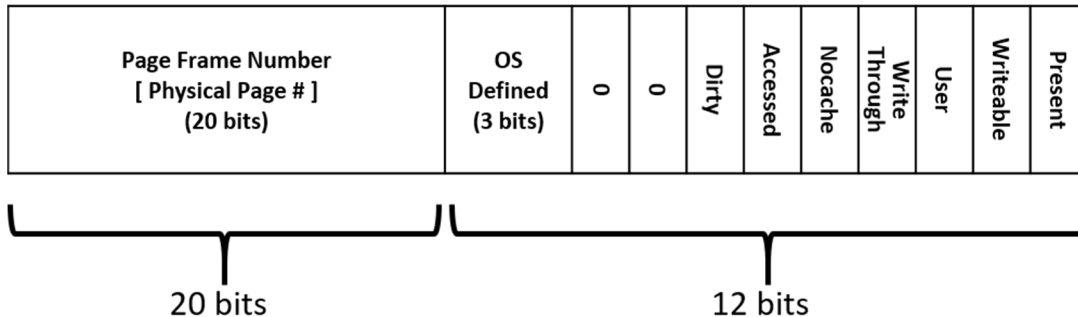 Page Frame Number
[ Physical Page # ]
(20 bits)
OS
Defined
(3 bits)
0
0
Dirty
Accessed
Nocache
Write
Through
User
Writeable
Present
20 bits
12 bits